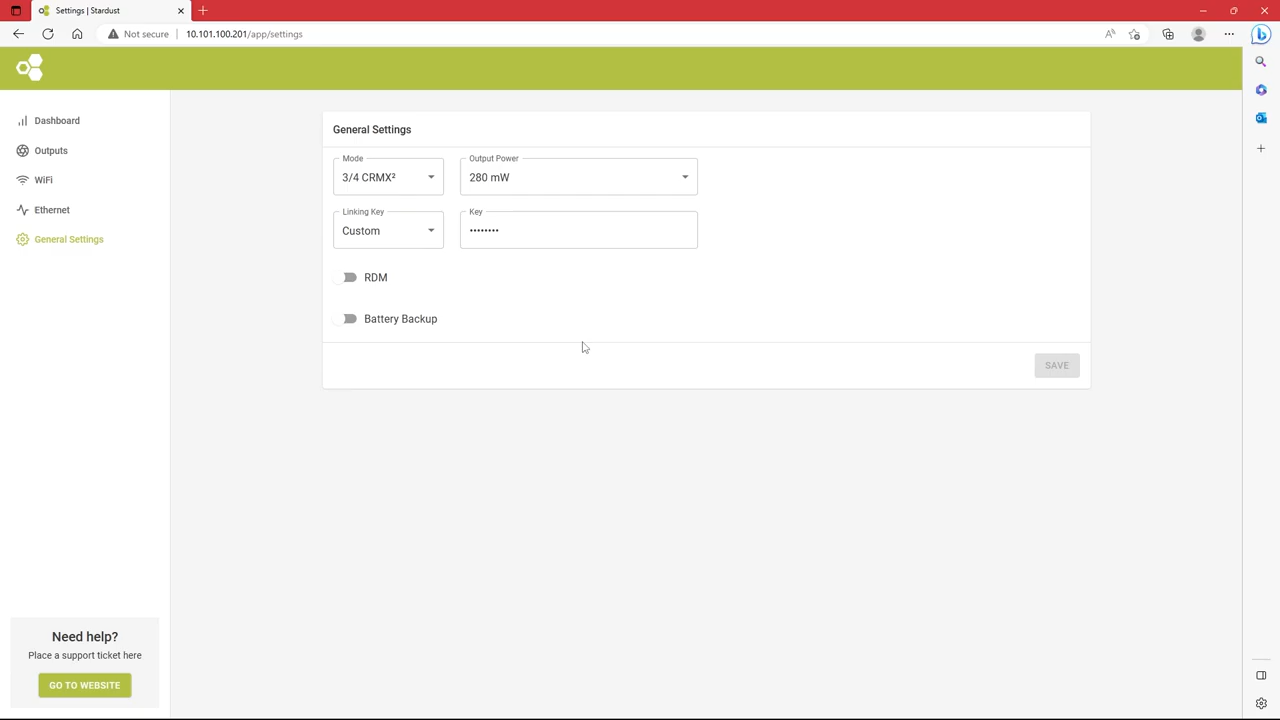 Settings | Stardust
Not secure
10.101.100.201/app/settings
Dashboard
Outputs
WiFi
Ethernet
General Settings
General Settings
Mode
3/4 CRMX²
Output Power
280 mW
Linking Key
Custom
Key
••••••••
RDM
Battery Backup
SAVE
Need help?
Place a support ticket here
GO TO WEBSITE